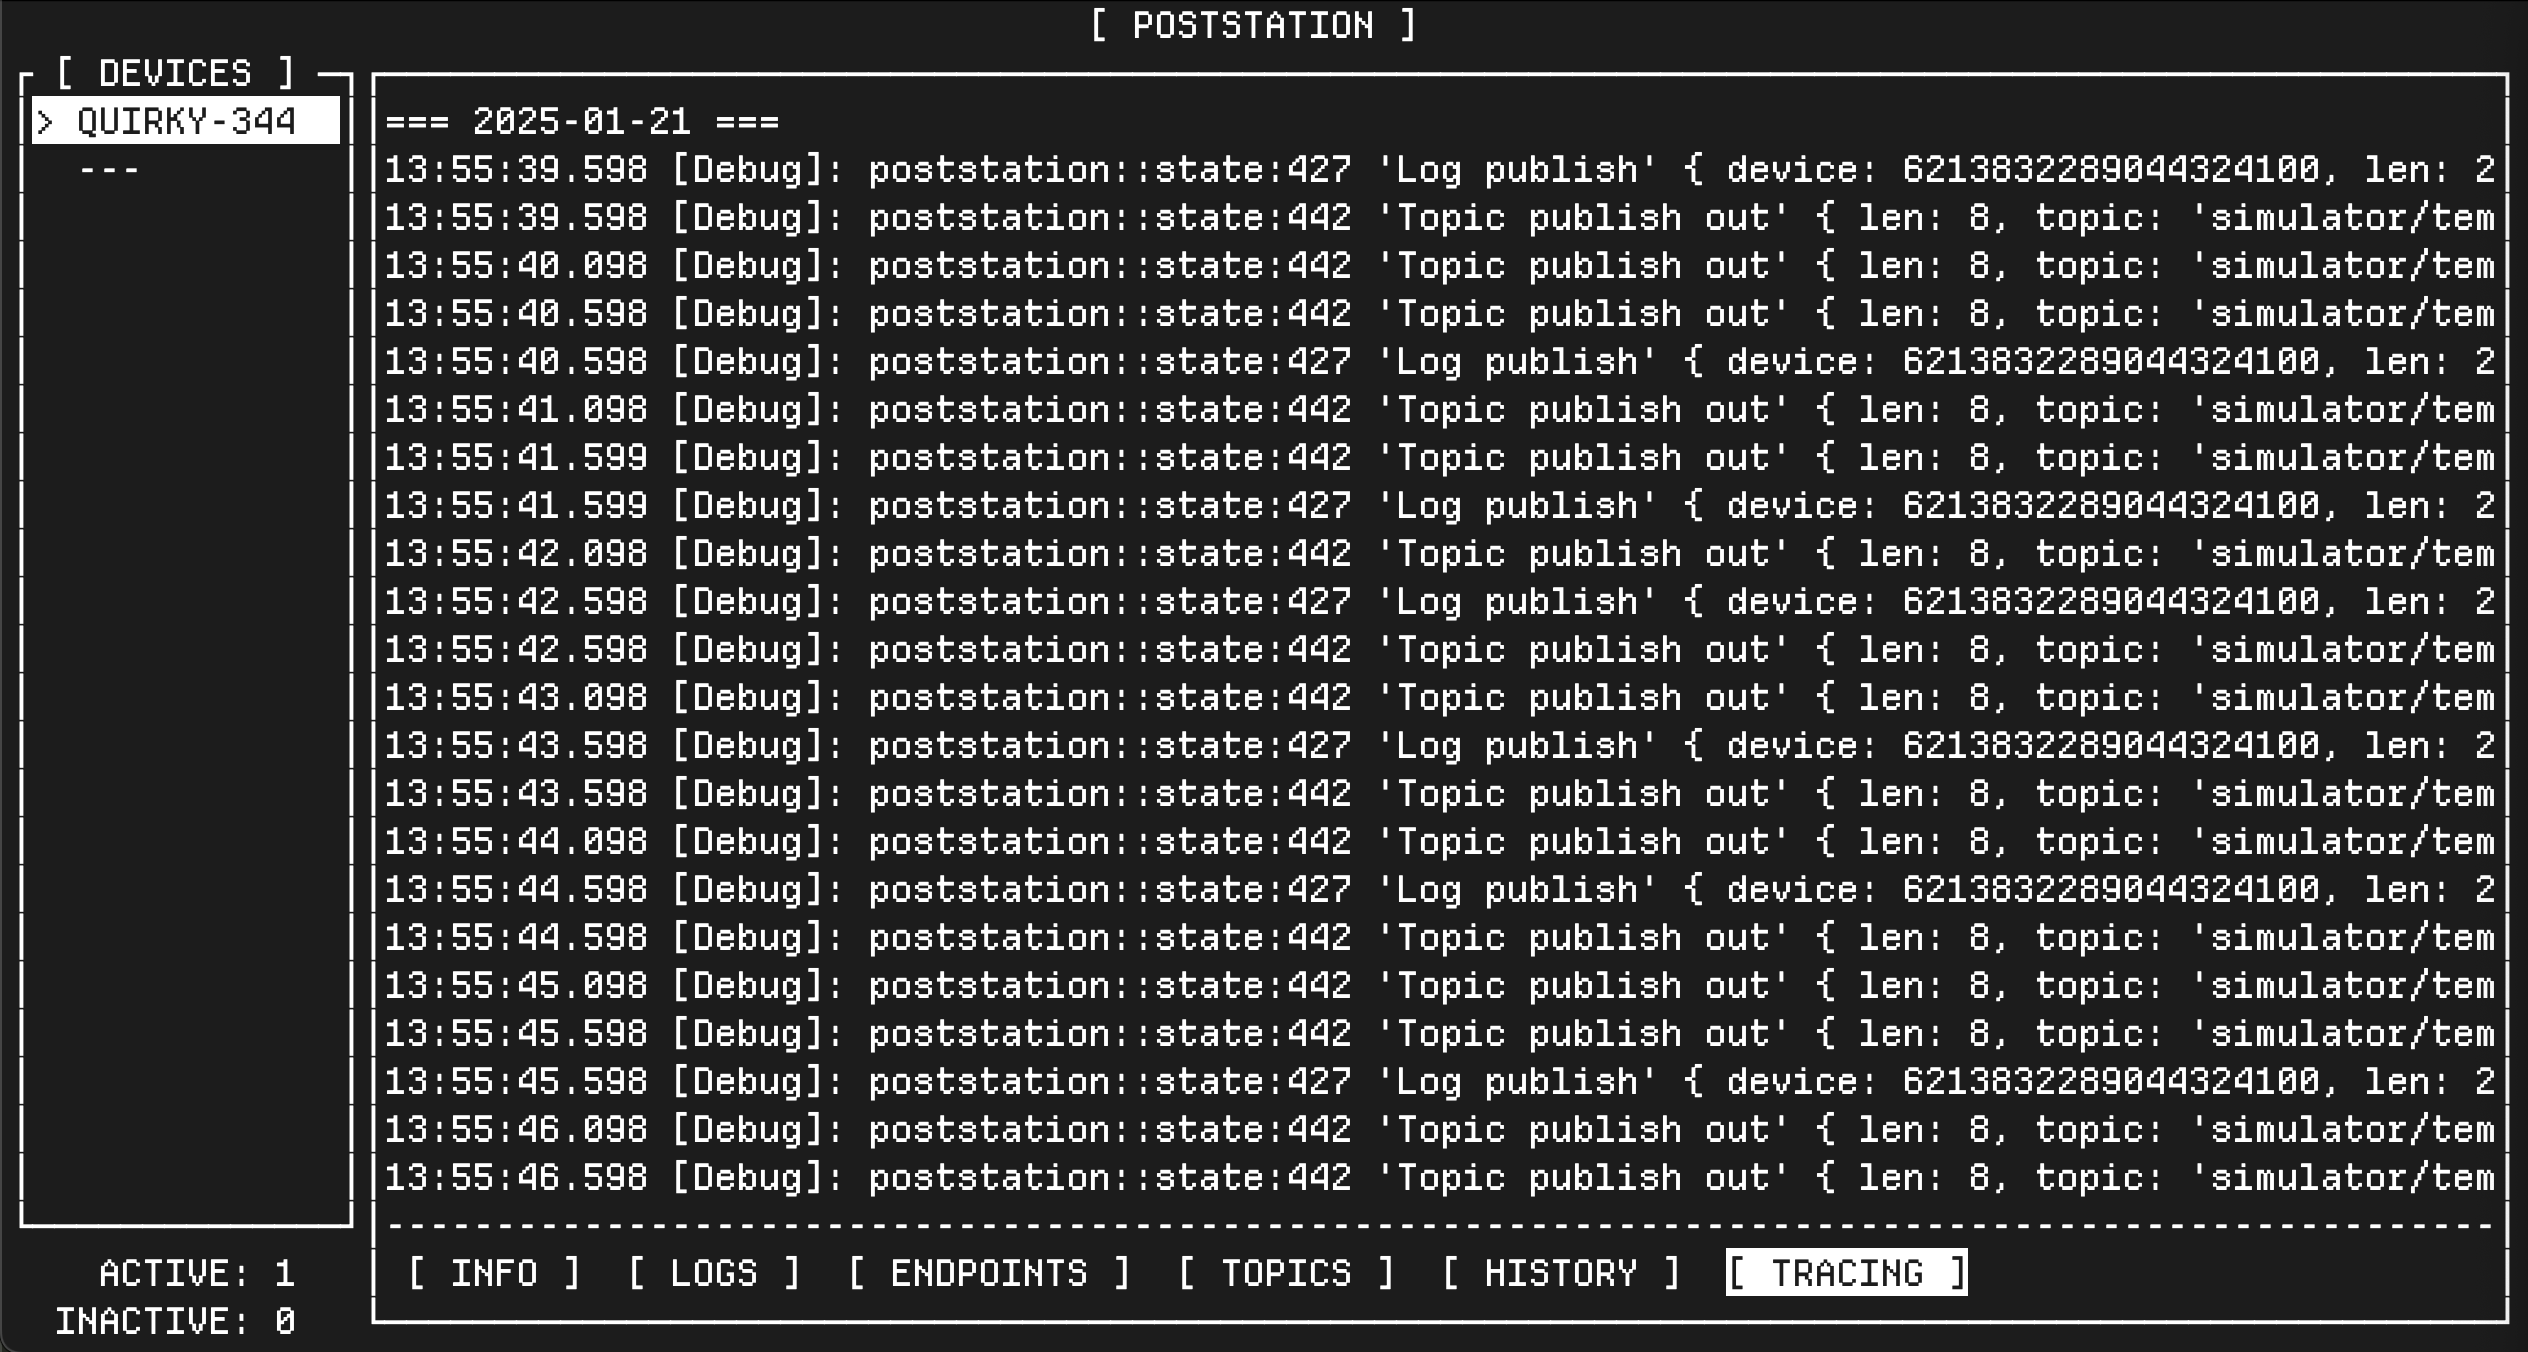 [ POSTSTATION ]
[ DEVICES ]
> QUIRKY-344
---
ACTIVE: 1
INACTIVE: 0
=== 2025-01-21 ===
13:55:39.598 [Debug]: poststation::state:427 'Log publish' { device: 6213832289044324100, len: 2
13:55:39.598 [Debug]: poststation::state:442 'Topic publish out' { len: 8, topic: 'simulator/tem
13:55:40.098 [Debug]: poststation::state:442 'Topic publish out' { len: 8, topic: 'simulator/tem
13:55:40.598 [Debug]: poststation::state:442 'Topic publish out' { len: 8, topic: 'simulator/tem
13:55:40.598 [Debug]: poststation::state:427 'Log publish' { device: 6213832289044324100, len: 2
13:55:41.098 [Debug]: poststation::state:442 'Topic publish out' { len: 8, topic: 'simulator/tem
13:55:41.599 [Debug]: poststation::state:442 'Topic publish out' { len: 8, topic: 'simulator/tem
13:55:41.599 [Debug]: poststation::state:427 'Log publish' { device: 6213832289044324100, len: 2
13:55:42.098 [Debug]: poststation::state:442 'Topic publish out' { len: 8, topic: 'simulator/tem
13:55:42.598 [Debug]: poststation::state:427 'Log publish' { device: 6213832289044324100, len: 2
13:55:42.598 [Debug]: poststation::state:442 'Topic publish out' { len: 8, topic: 'simulator/tem
13:55:43.098 [Debug]: poststation::state:442 'Topic publish out' { len: 8, topic: 'simulator/tem
13:55:43.598 [Debug]: poststation::state:427 'Log publish' { device: 6213832289044324100, len: 2
13:55:43.598 [Debug]: poststation::state:442 'Topic publish out' { len: 8, topic: 'simulator/tem
13:55:44.098 [Debug]: poststation::state:442 'Topic publish out' { len: 8, topic: 'simulator/tem
13:55:44.598 [Debug]: poststation::state:427 'Log publish' { device: 6213832289044324100, len: 2
13:55:44.598 [Debug]: poststation::state:442 'Topic publish out' { len: 8, topic: 'simulator/tem
13:55:45.098 [Debug]: poststation::state:442 'Topic publish out' { len: 8, topic: 'simulator/tem
13:55:45.598 [Debug]: poststation::state:442 'Topic publish out' { len: 8, topic: 'simulator/tem
13:55:45.598 [Debug]: poststation::state:427 'Log publish' { device: 6213832289044324100, len: 2
13:55:46.098 [Debug]: poststation::state:442 'Topic publish out' { len: 8, topic: 'simulator/tem
13:55:46.598 [Debug]: poststation::state:442 'Topic publish out' { len: 8, topic: 'simulator/tem
[ INFO ] [ LOGS ] [ ENDPOINTS ] [ TOPICS ] [ HISTORY ] [ TRACING ]